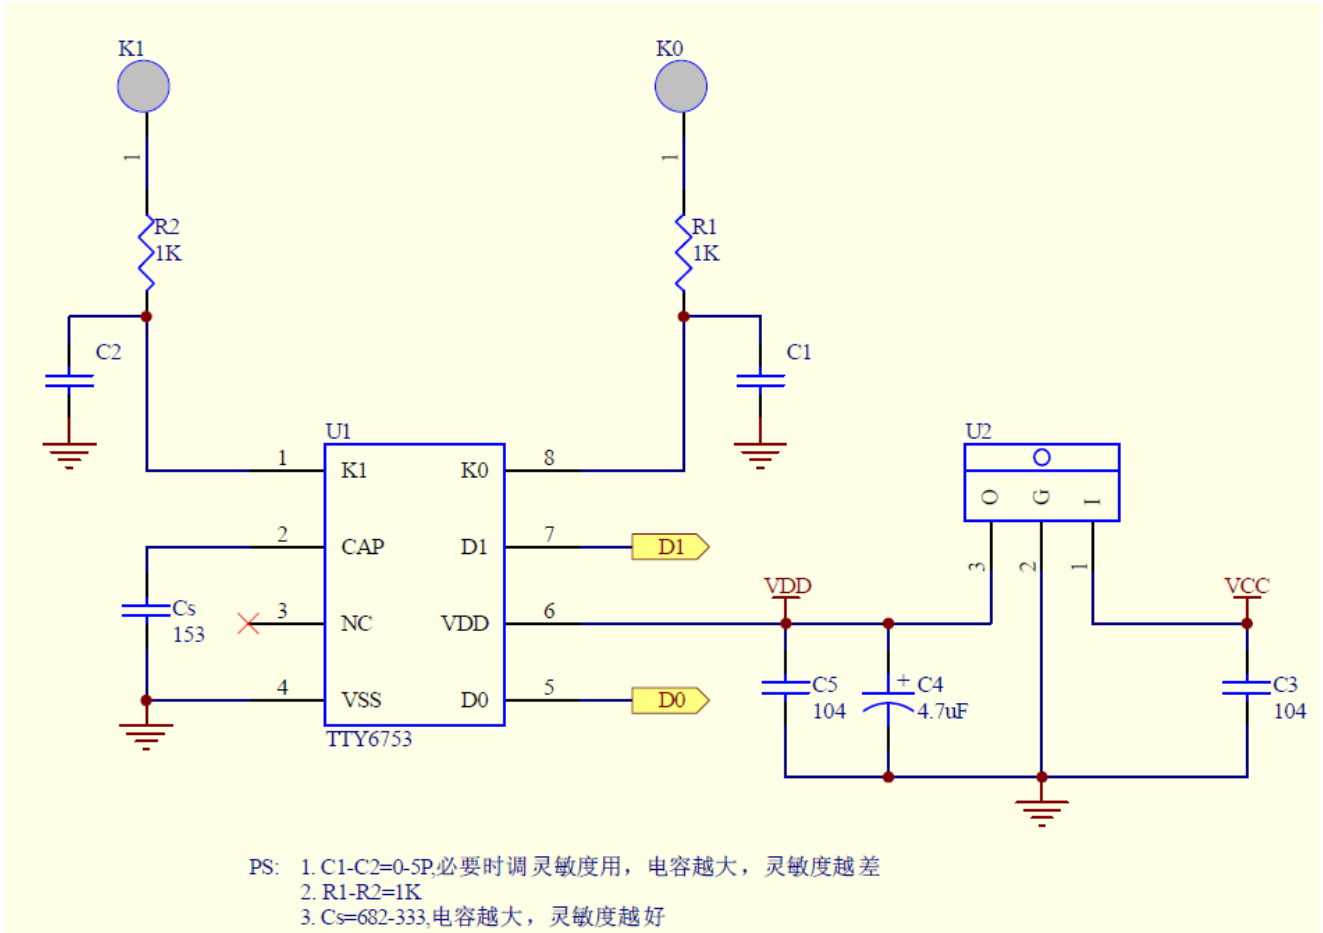 K1
K0
1
1
R2
1K
R1
1K
C2
C1
U1
U2
1
K1
K0
8
O
G
I
2
CAP
D1
7
D1
3
2
1
VDD
VCC
Cs
153
3
NC
VDD
6
C5
104
+
C4
4.7uF
C3
104
4
VSS
D0
5
D0
TTY6753
PS: 1. C1-C2=0-5P,必要时调灵敏度用，电容越大，灵敏度越差
2. R1-R2=1K
3. Cs=682-333,电容越大，灵敏度越好